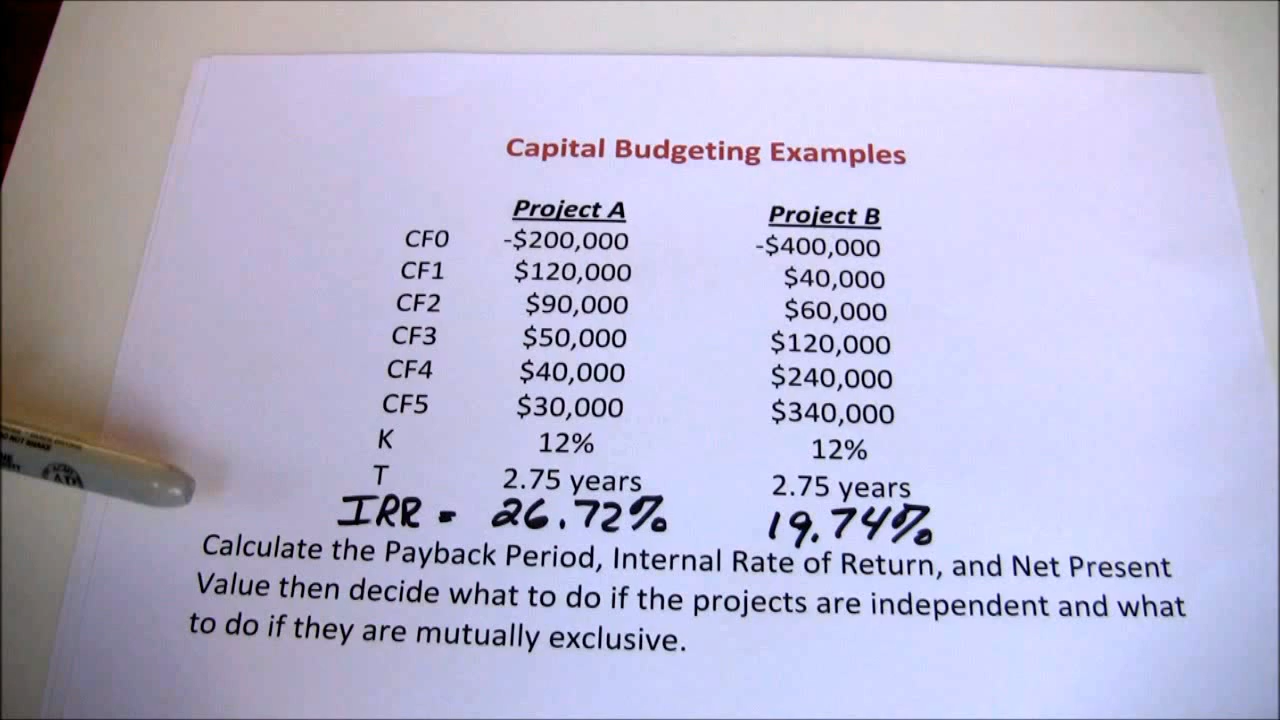 Capital Budgeting Examples
Project A Project B
CF0 -$200,000 -$400,000
CF1 $120,000 $40,000
CF2 $90,000 $60,000
CF3 $50,000 $120,000
CF4 $40,000 $240,000
CF5 $30,000 $340,000
K 12% 12%
T 2.75 years 2.75 years
IRR = 26.72% 19.74%
Calculate the Payback Period, Internal Rate of Return, and Net Present
Value then decide what to do if the projects are independent and what
to do if they are mutually exclusive.